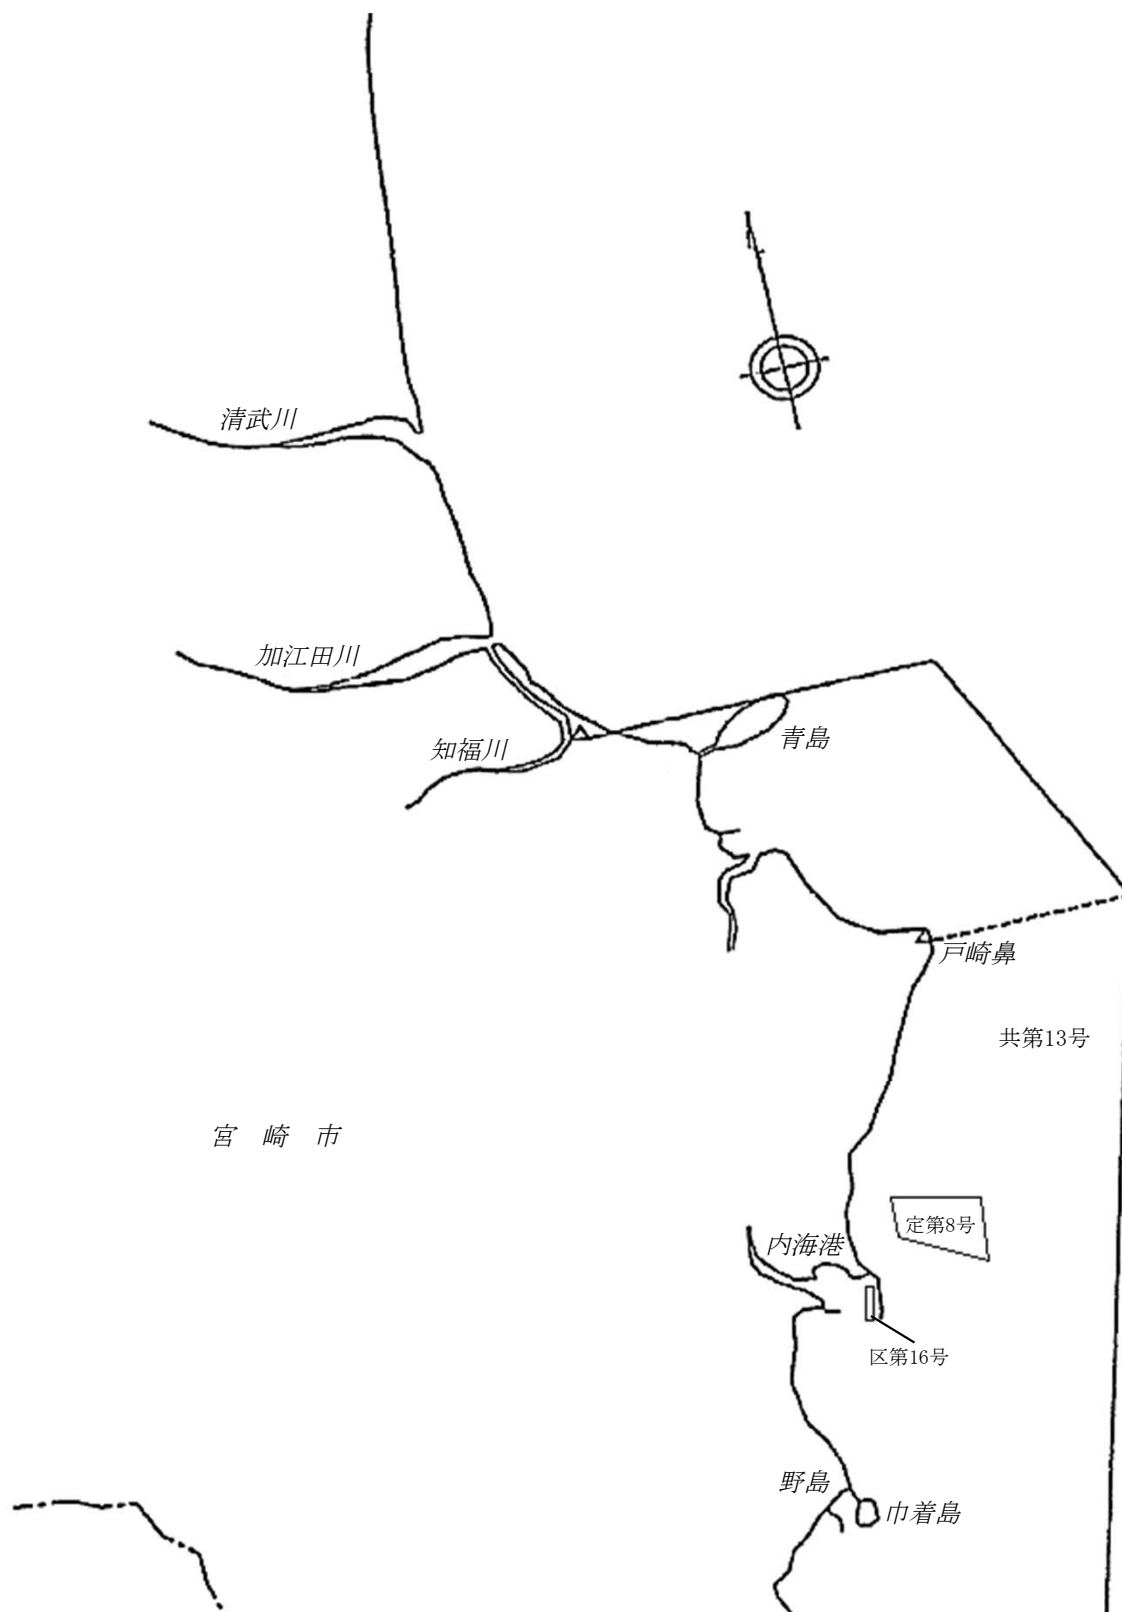 清武川
加江田川
知福川
青島
戸崎鼻
共第13号
宮　崎　市
定第8号
内海港
区第16号
野島
巾着島